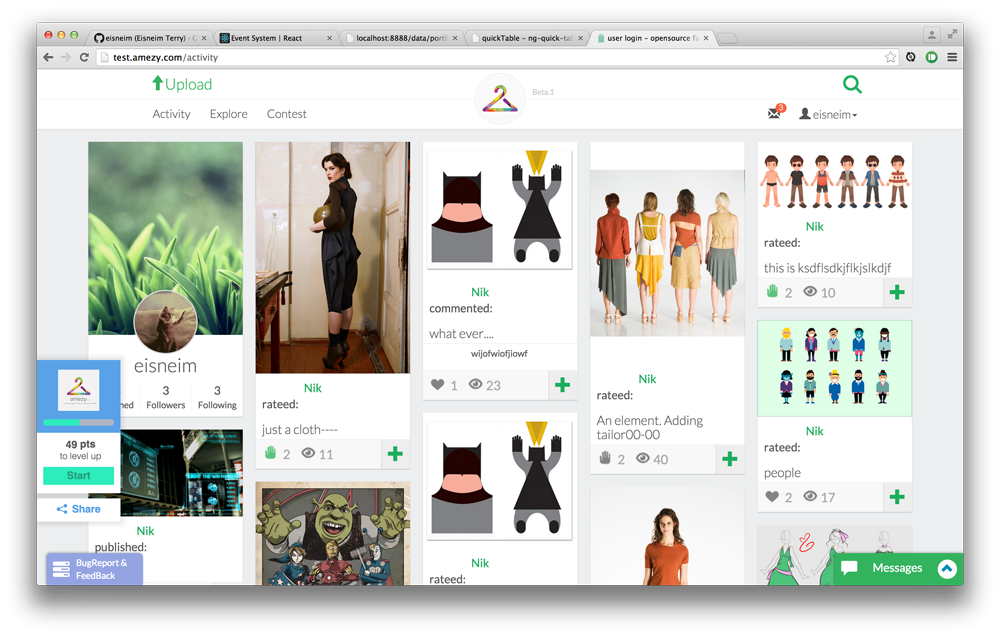 eisneim (Eisneim Terry) - G
Event System | React
localhost:8888/data/portf
quickTable - ng-quick-tab
user login - opensource fa
test.amezy.com/activity
Upload
Beta.1
Activity
Explore
Contest
3
eisneim
eisneim
hed
3
Followers
3
Following
amezy
49 pts
to level up
Start
Share
Nik
published:
BugReport &
FeedBack
Nik
rateed:
just a cloth----
2
11
Nik
commented:
what ever....
wijofwiofjiowf
1
23
Nik
rateed:
Nik
rateed:
An element. Adding
tailor00-00
2
40
Nik
rateed:
this is ksdflsdkjflkjslkdjf
2
10
Nik
rateed:
people
2
17
Messages